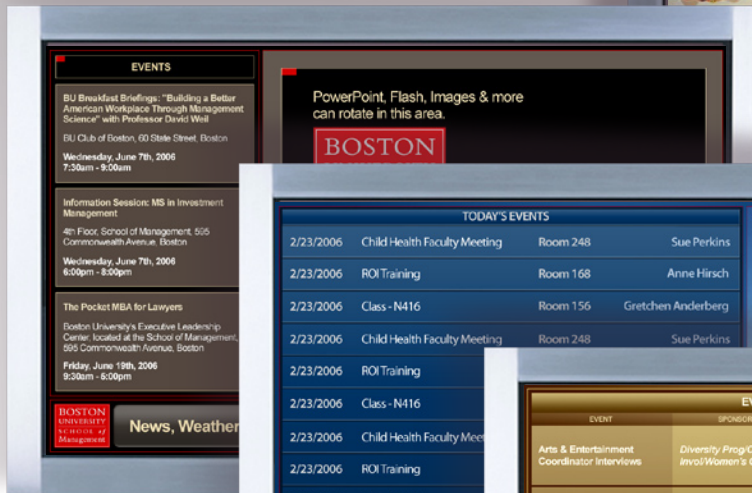 EVENTS
BU Breakfast Briefings: "Building a Better
American Workplace Through Management
Science" with Professor David Weil
BU Club of Boston, 60 State Street, Boston
Wednesday, June 7th, 2006
7:30am - 9:00am
Information Session: MS in Investment
Management
4th Floor, School of Management, 595
Commonwealth Avenue, Boston
Wednesday, June 7th, 2006
6:00pm - 8:00pm
The Pocket MBA for Lawyers
Boston University's Executive Leadership
Center, located at the School of Management,
595 Commonwealth Avenue, Boston
Friday, June 19th, 2006
9:30am - 5:00pm
BOSTON
UNIVERSITY
SCHOOL of
Management
News, Weather
PowerPoint, Flash, Images & more
can rotate in this area.
BOSTON
TODAY'S EVENTS
2/23/2006 Child Health Faculty Meeting Room 248 Sue Perkins
2/23/2006 ROI Training Room 168 Anne Hirsch
2/23/2006 Class - N416 Room 156 Gretchen Anderberg
2/23/2006 Child Health Faculty Meeting Room 248 Sue Perkins
2/23/2006 ROI Training
2/23/2006 Class - N416
2/23/2006 Child Health Faculty
2/23/2006 ROI Training
EVENT
Arts & Entertainment Diversity
Coordinator Interviews